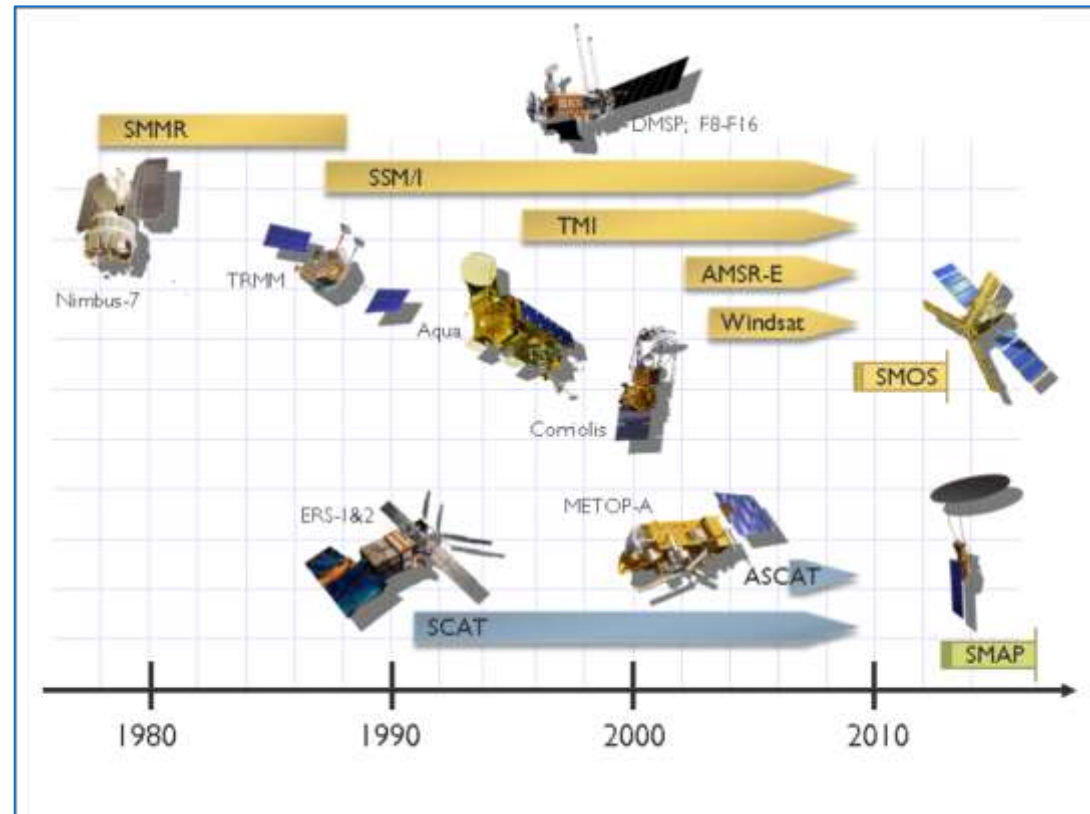 DMSP; F8-F16
SMMR
SSM/I
TMI
TRMM
AMSR-E
Nimbus-7
Aqua
Windsat
SMOS
Corriolis
ERS-1&2
METOP-A
ASCAT
SCAT
SMAP
1980 1990 2000 2010